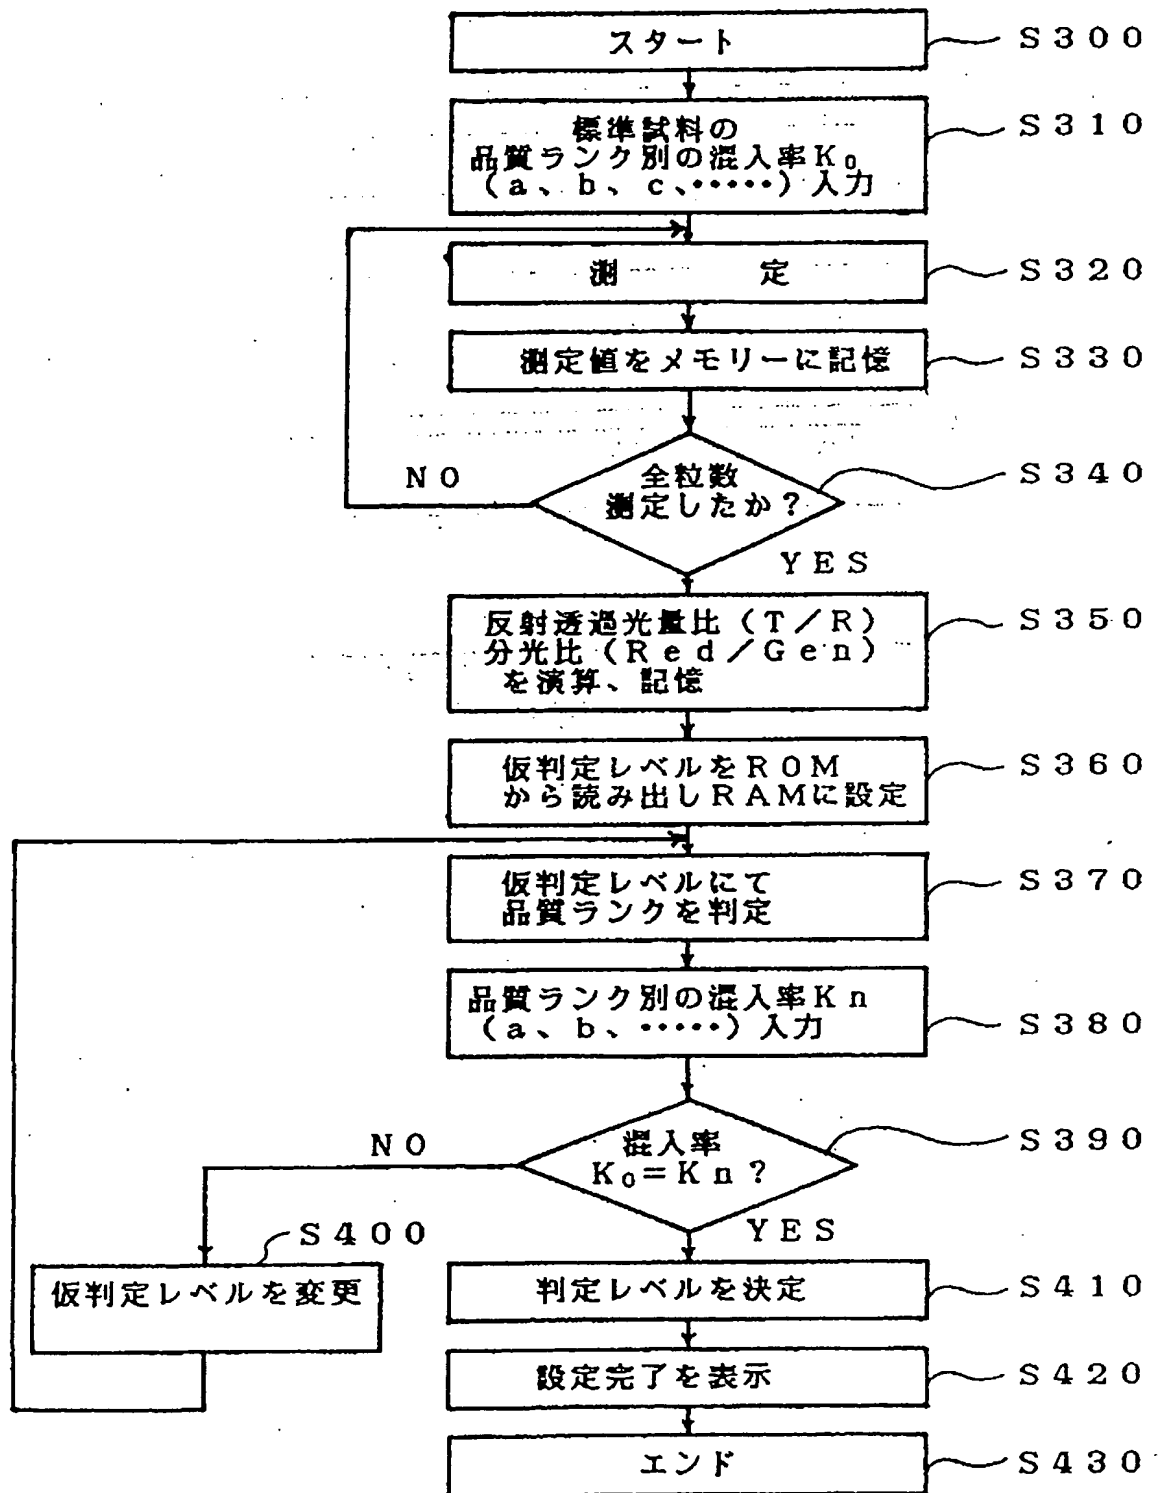 スタート
S300
標準試料の
品質ランク別の混入率K₀
(a、b、c、・・・・・)入力
S310
測 定
S320
測定値をメモリーに記憶
S330
全粒数
測定したか?
S340
NO
YES
反射透過光量比(T/R)
分光比(Red/Gen)
を演算、記憶
S350
仮判定レベルをROM
から読み出しRAMに設定
S360
仮判定レベルにて
品質ランクを判定
S370
品質ランク別の混入率Kn
(a、b、・・・・・)入力
S380
混入率
K₀=Kn?
S390
NO
YES
S400
仮判定レベルを変更
判定レベルを決定
S410
設定完了を表示
S420
エンド
S430